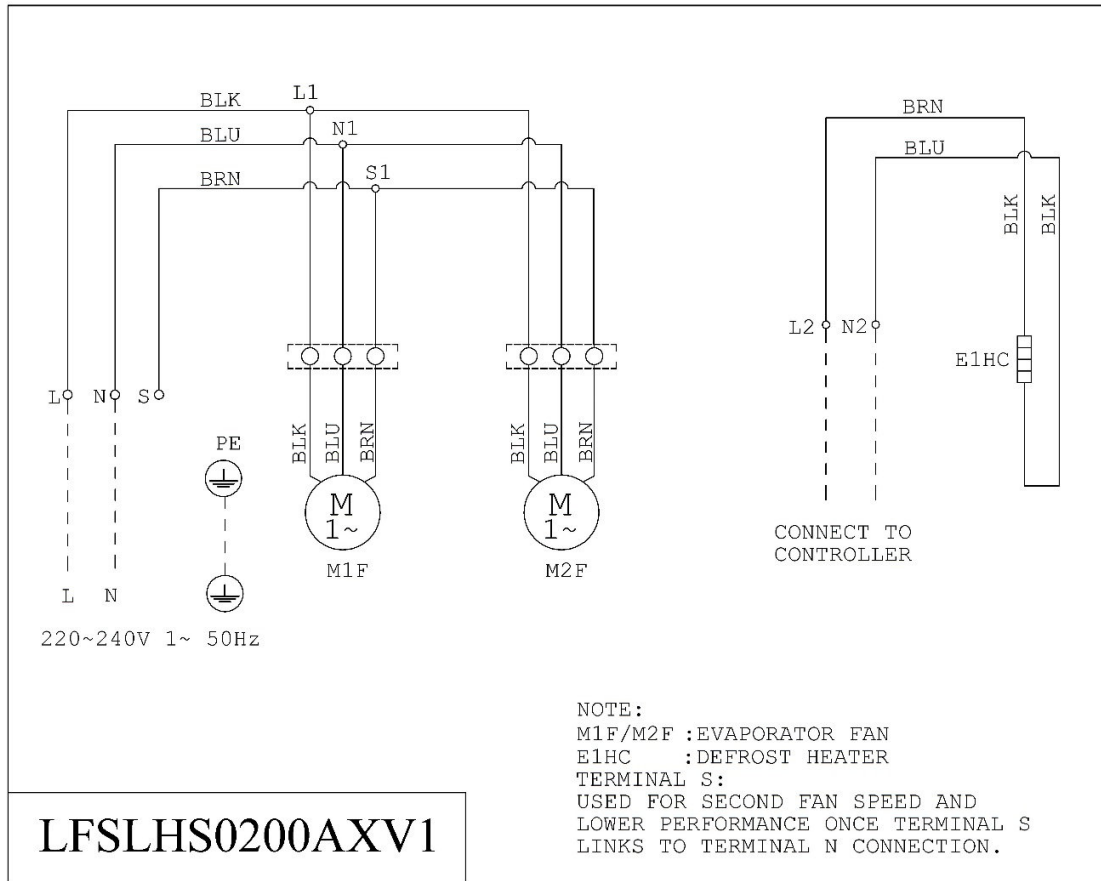 BLK
L1
BLU
N1
BRN
S1
BRN
BLU
BLK
BLK
L2
N2
E1HC
L
N
S
PE
BLK
BLU
BRN
BLK
BLU
BRN
M
1~
M
1~
M1F
M2F
CONNECT TO
CONTROLLER
L
N
220~240V 1~ 50Hz
NOTE:
M1F/M2F :EVAPORATOR FAN
E1HC :DEFROST HEATER
TERMINAL S:
USED FOR SECOND FAN SPEED AND
LOWER PERFORMANCE ONCE TERMINAL S
LINKS TO TERMINAL N CONNECTION.
LFSLHS0200AXV1